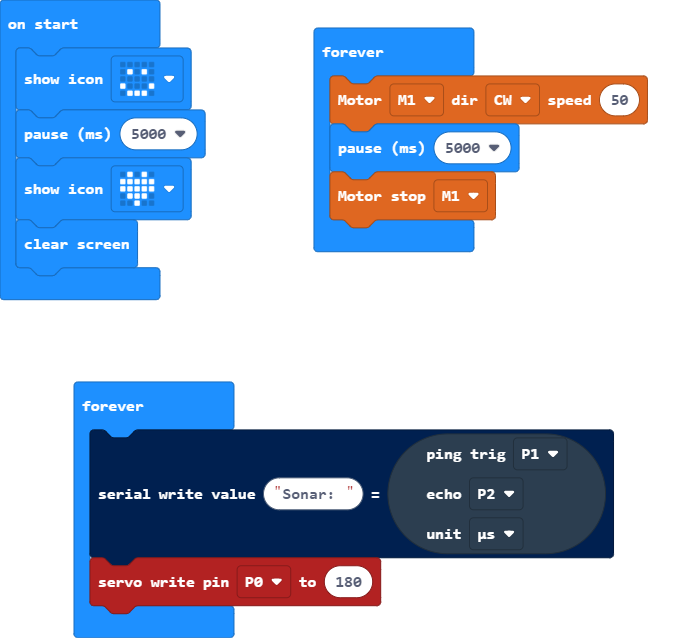 on start
show icon
pause (ms) 5000
show icon
clear screen
forever
Motor M1 dir CW speed 50
pause (ms) 5000
Motor stop M1
forever
ping trig P1
serial write value "Sonar: " = echo P2
unit μs
servo write pin P0 to 180